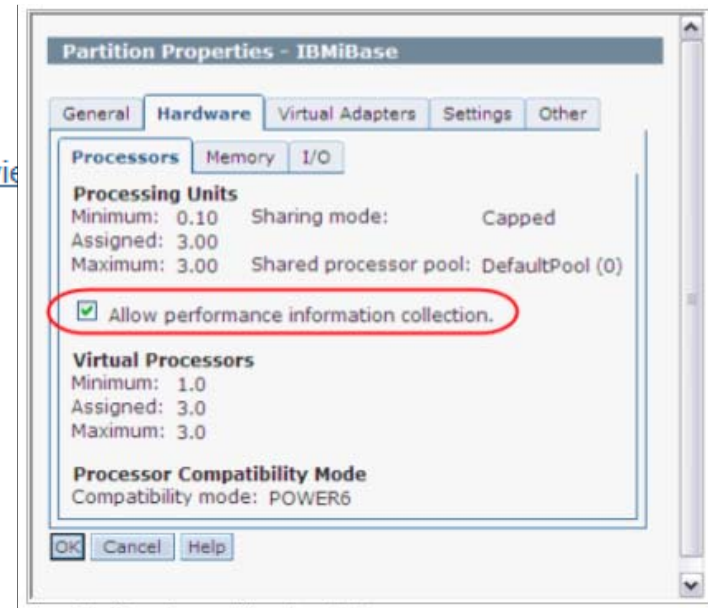 vie
Partition Properties - IBMiBase
General Hardware Virtual Adapters Settings Other
Processors Memory I/O
Processing Units
Minimum: 0.10 Sharing mode: Capped
Assigned: 3.00
Maximum: 3.00 Shared processor pool: DefaultPool (0)
Allow performance information collection.
Virtual Processors
Minimum: 1.0
Assigned: 3.0
Maximum: 3.0
Processor Compatibility Mode
Compatibility mode: POWER6
OK Cancel Help